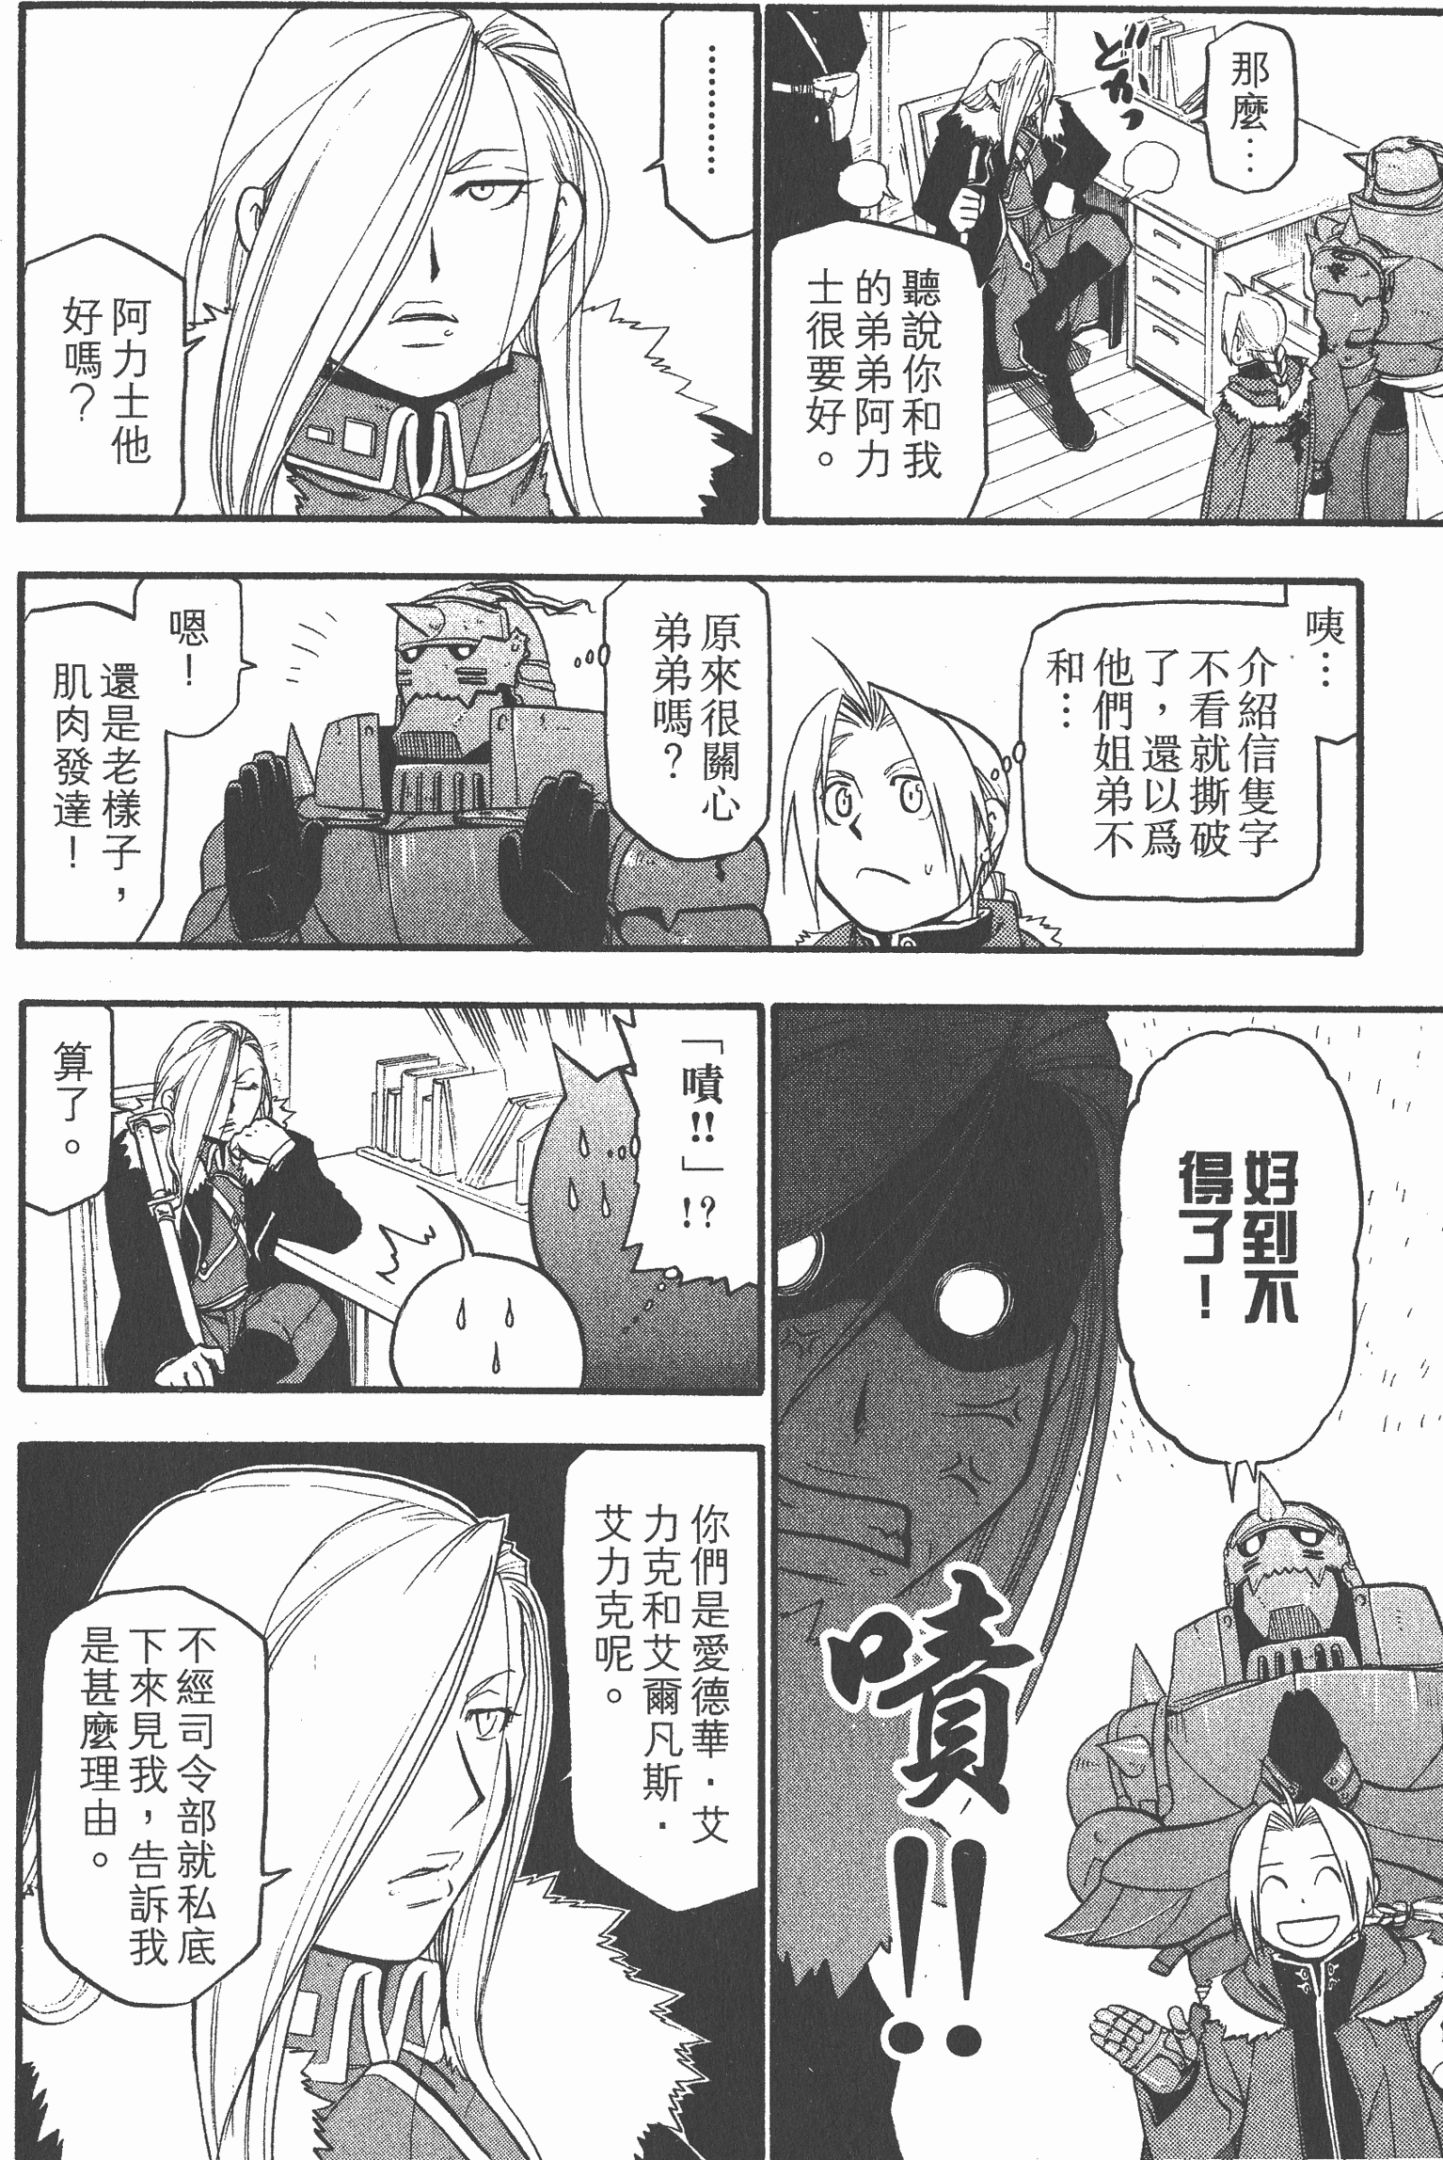 那麼⋯
どかっ
聽說你和我
的弟弟阿力
士很要好。
⋯⋯⋯⋯
阿力士他
好嗎?
咦⋯
介紹信隻字
不看就撕破
了,還以爲
他們姐弟不
和⋯
原來很關心
弟弟嗎?
嗯!
還是老樣子,
肌肉發達!
好到不
得了!
嘖!!
「嘖!!」!?
算了。
你們是愛德華·艾
力克和艾爾凡斯·
艾力克呢。
不經司令部就私底
下來見我,告訴我
是甚麼理由。